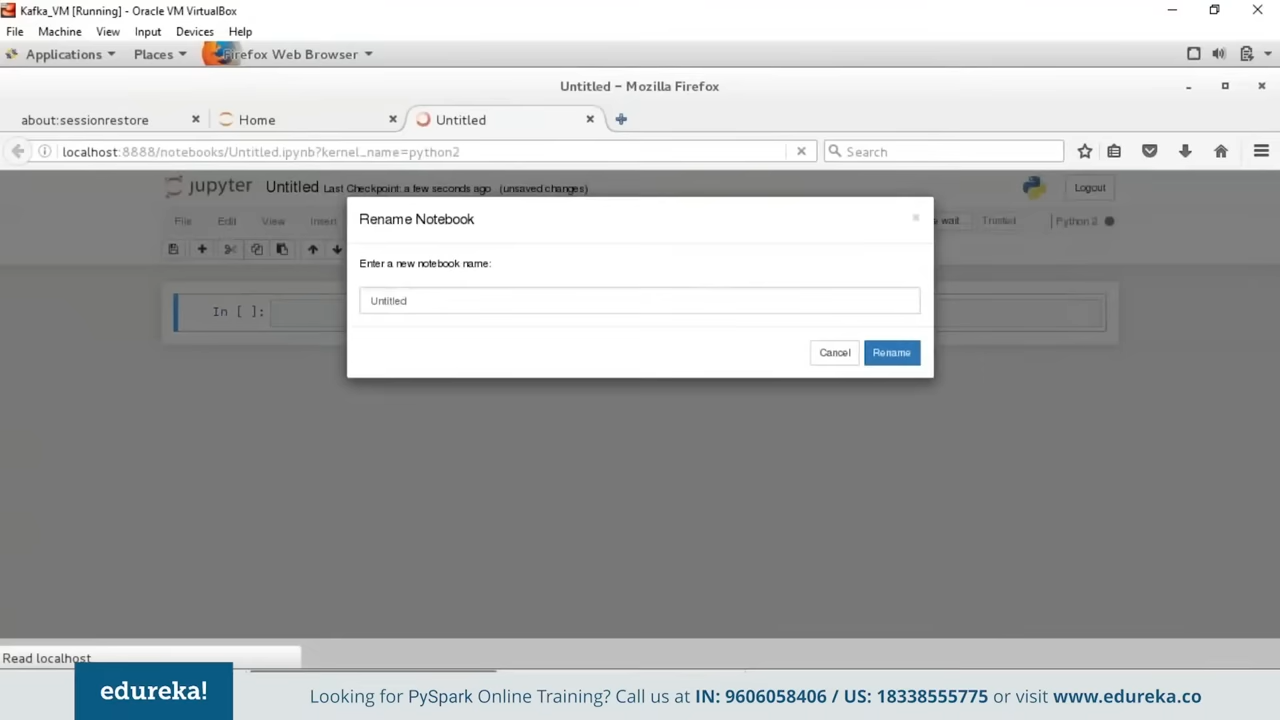 Kafka_VM [Running] - Oracle VM VirtualBox
File Machine View Input Devices Help
Applications Places Firefox Web Browser
Untitled - Mozilla Firefox
about:sessionrestore Home Untitled
localhost:8888/notebooks/Untitled.ipynb?kernel_name=python2 Search
jupyter Untitled Last Checkpoint: a few seconds ago (unsaved changes) Logout
File Edit View Insert wait... Trusted Python 2
Rename Notebook
Enter a new notebook name:
Untitled
In [ ]:
Cancel Rename
Read localhost
edureka!
Looking for PySpark Online Training? Call us at IN: 9606058406 / US: 18338555775 or visit www.edureka.co